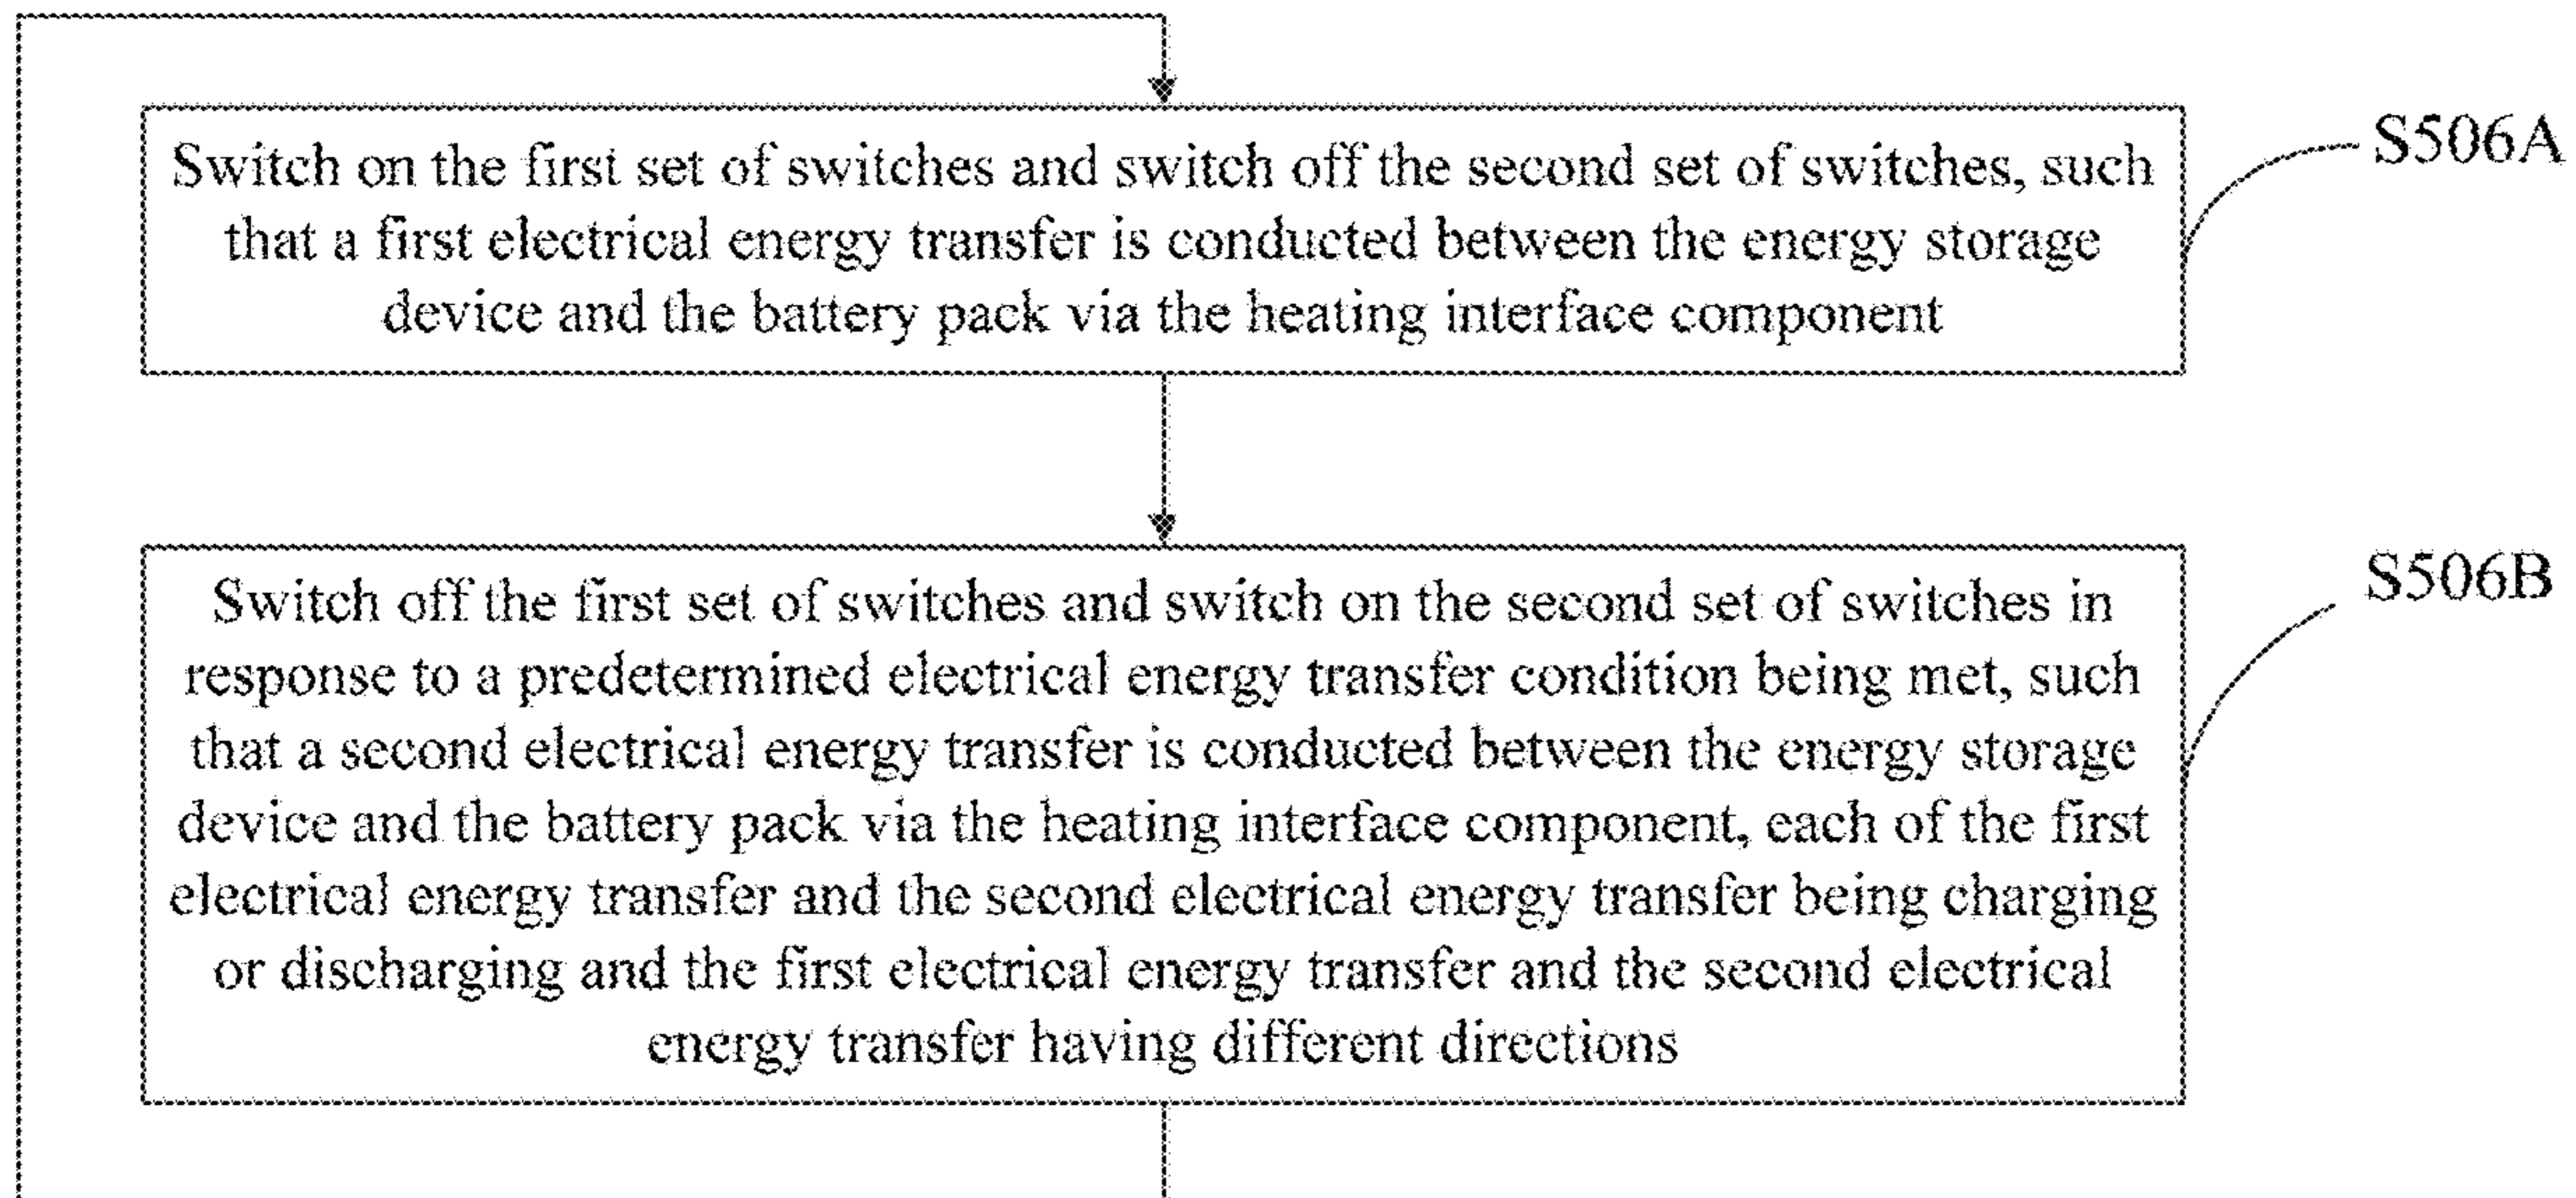 Switch on the first set of switches and switch off the second set of switches, such
that a first electrical energy transfer is conducted between the energy storage
device and the battery pack via the heating interface component
S506A
Switch off the first set of switches and switch on the second set of switches in
response to a predetermined electrical energy transfer condition being met, such
that a second electrical energy transfer is conducted between the energy storage
device and the battery pack via the heating interface component, each of the first
electrical energy transfer and the second electrical energy transfer being charging
or discharging and the first electrical energy transfer and the second electrical
energy transfer having different directions
S506B